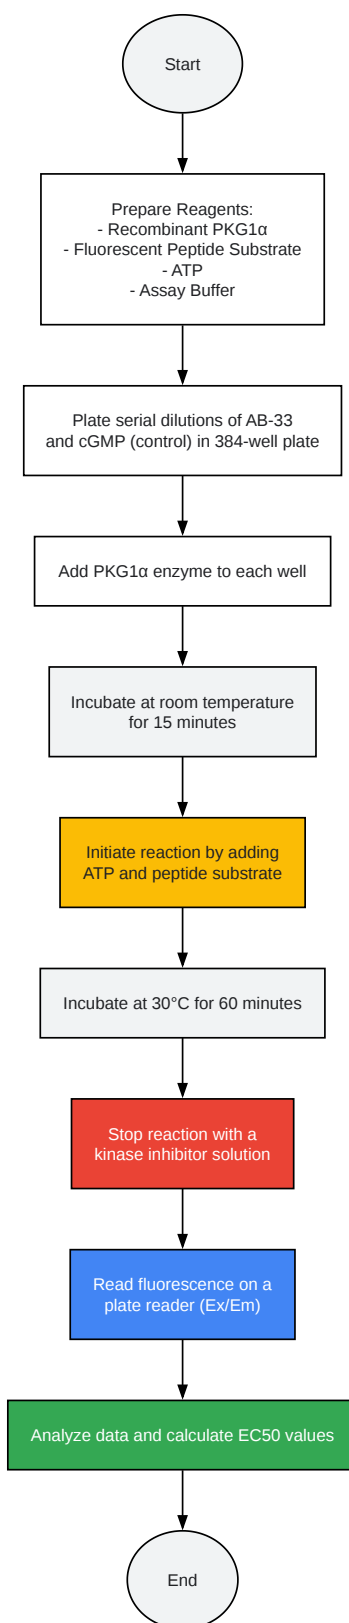 Start
Prepare Reagents:
- Recombinant PKG1α
- Fluorescent Peptide Substrate
- ATP
- Assay Buffer
Plate serial dilutions of AB-33
and cGMP (control) in 384-well plate
Add PKG1α enzyme to each well
Incubate at room temperature
for 15 minutes
Initiate reaction by adding
ATP and peptide substrate
Incubate at 30°C for 60 minutes
Stop reaction with a
kinase inhibitor solution
Read fluorescence on a
plate reader (Ex/Em)
Analyze data and calculate EC50 values
End